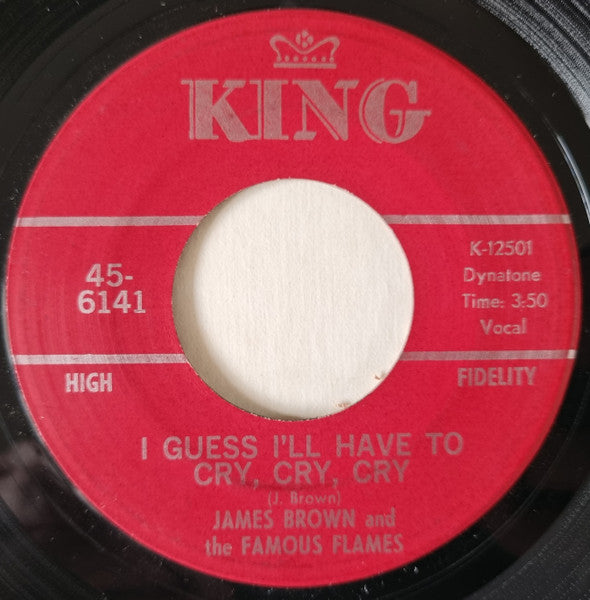 KING
45-
6141
K-12501
Dynatone
Time: 3:50
Vocal
HIGH FIDELITY
I GUESS I'LL HAVE TO
CRY, CRY, CRY
(J. Brown)
JAMES BROWN and
the FAMOUS FLAMES